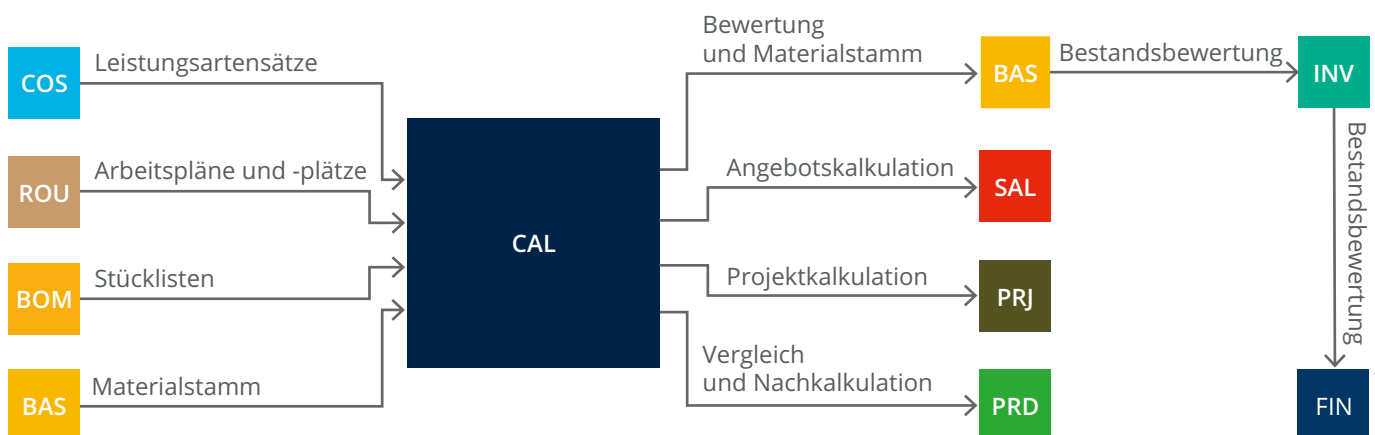 COS
Leistungsartensätze
ROU
Arbeitspläne und -plätze
BOM
Stücklisten
BAS
Materialstamm
CAL
Bewertung
und Materialstamm
BAS
Bestandsbewertung
INV
Angebotskalkulation
SAL
Projektkalkulation
PRJ
Vergleich
und Nachkalkulation
PRD
Bestandsbewertung
FIN